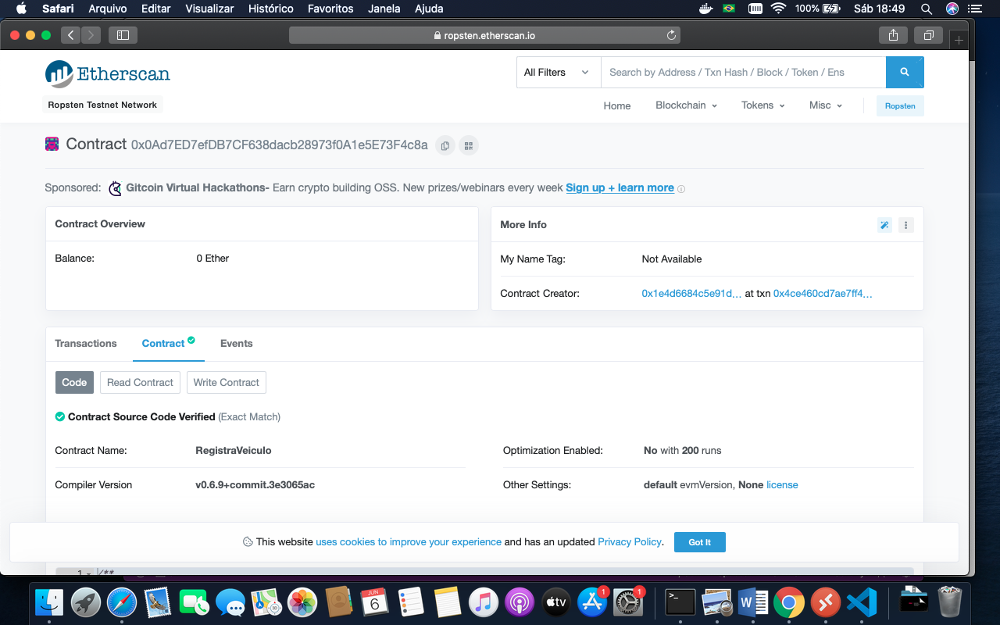 Safari Arquivo Editar Visualizar Histórico Favoritos Janela Ajuda 100% Sáb 18:49
ropsten.etherscan.io
Etherscan
All Filters Search by Address / Txn Hash / Block / Token / Ens
Ropsten Testnet Network
Home Blockchain Tokens Misc Ropsten
Contract 0x0Ad7ED7efDB7CF638dacb28973f0A1e5E73F4c8a
Sponsored: Gitcoin Virtual Hackathons- Earn crypto building OSS. New prizes/webinars every week Sign up + learn more
Contract Overview
Balance: 0 Ether
More Info
My Name Tag: Not Available
Contract Creator: 0x1e4d6684c5e91d... at txn 0x4ce460cd7ae7ff4...
Transactions Contract Events
Code Read Contract Write Contract
Contract Source Code Verified (Exact Match)
Contract Name: RegistraVeiculo
Optimization Enabled: No with 200 runs
Compiler Version v0.6.9+commit.3e3065ac
Other Settings: default evmVersion, None license
This website uses cookies to improve your experience and has an updated Privacy Policy. Got It
1 /**
JUN
6
tv
1
1
>_
W